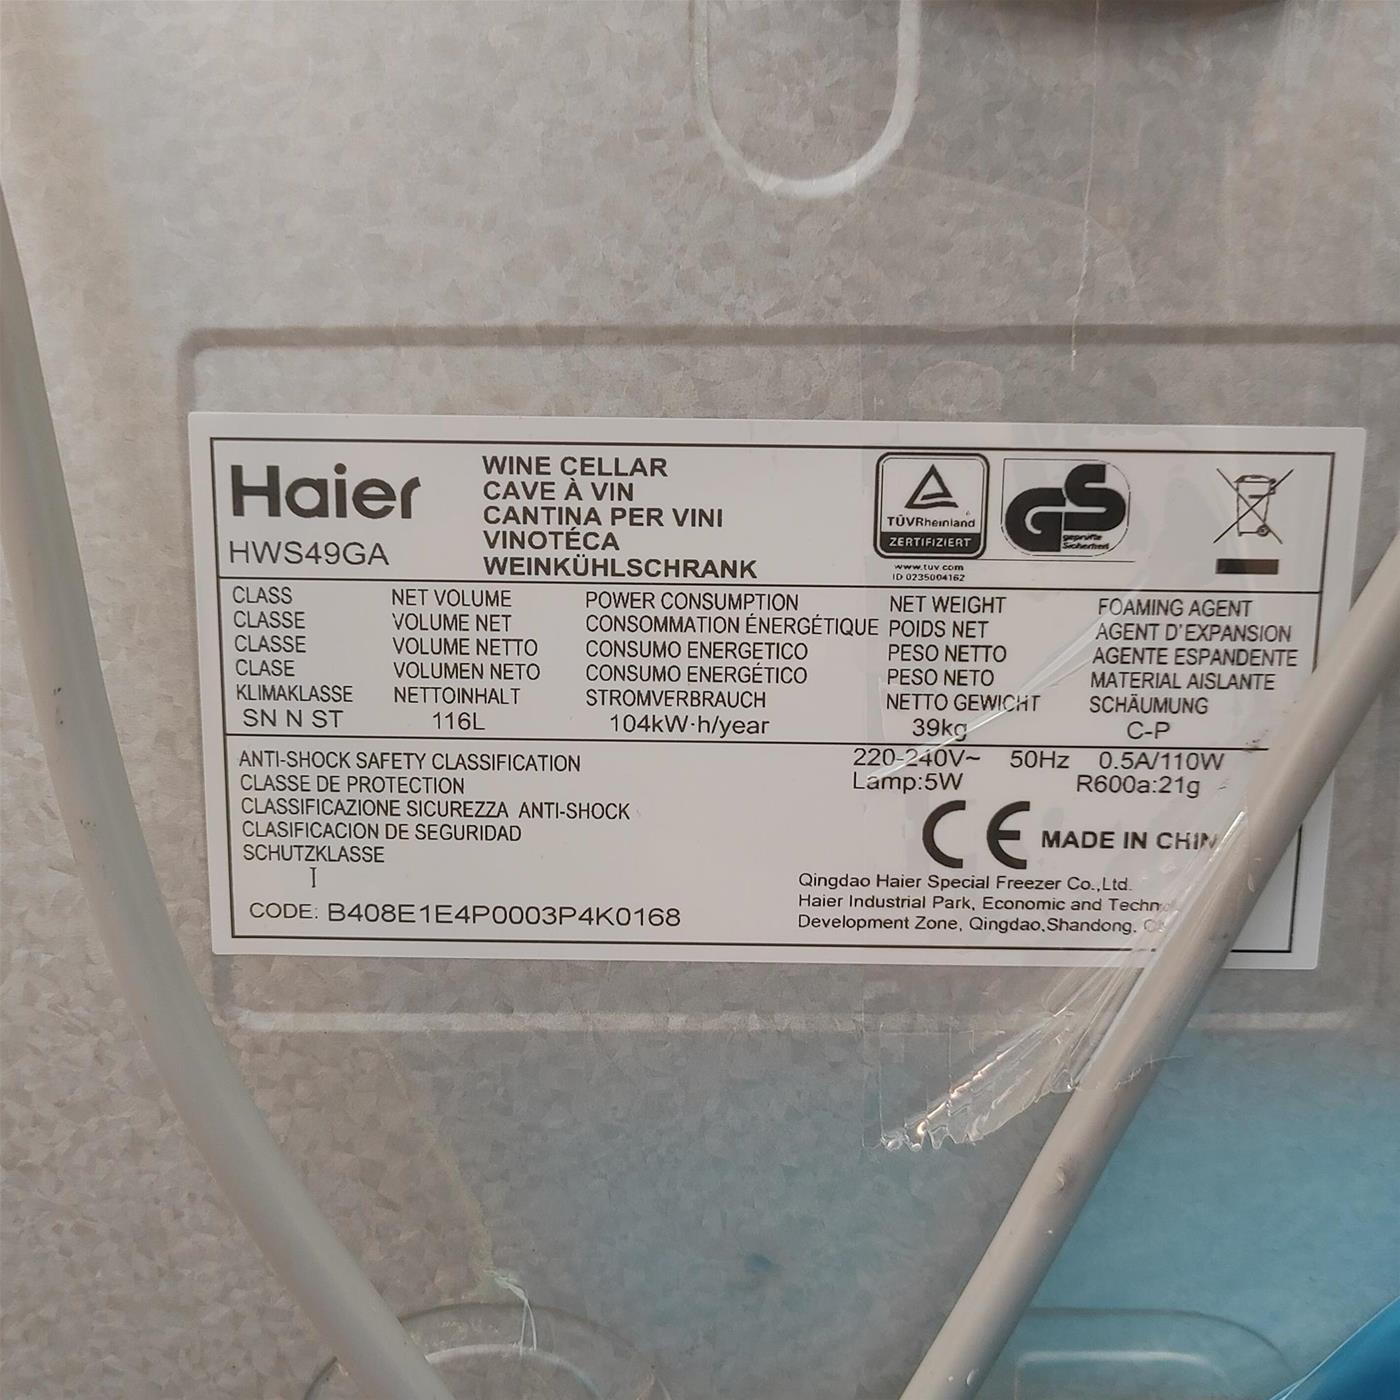 Haier
HWS49GA
WINE CELLAR
CAVE À VIN
CANTINA PER VINI
VINOTÉCA
WEINKÜHLSCHRANK
TÜVRheinland
ZERTIFIZIERT
www.tuv.com
ID 0235004162
GS
geprüfte
Sicherheit
CLASS NET VOLUME POWER CONSUMPTION NET WEIGHT FOAMING AGENT
CLASSE VOLUME NET CONSOMMATION ÉNERGÉTIQUE POIDS NET AGENT D'EXPANSION
CLASSE VOLUME NETTO CONSUMO ENERGETICO PESO NETTO AGENTE ESPANDENTE
CLASE VOLUMEN NETO CONSUMO ENERGÉTICO PESO NETO MATERIAL AISLANTE
KLIMAKLASSE NETTOINHALT STROMVERBRAUCH NETTO GEWICHT SCHÄUMUNG
SN N ST 116L 104kW·h/year 39kg C-P
ANTI-SHOCK SAFETY CLASSIFICATION 220-240V~ 50Hz 0.5A/110W
CLASSE DE PROTECTION Lamp:5W R600a:21g
CLASSIFICAZIONE SICUREZZA ANTI-SHOCK
CLASIFICACION DE SEGURIDAD
SCHUTZKLASSE
I
CE MADE IN CHIN
CODE: B408E1E4P0003P4K0168
Qingdao Haier Special Freezer Co.,Ltd.
Haier Industrial Park, Economic and Techn
Development Zone, Qingdao,Shandong,